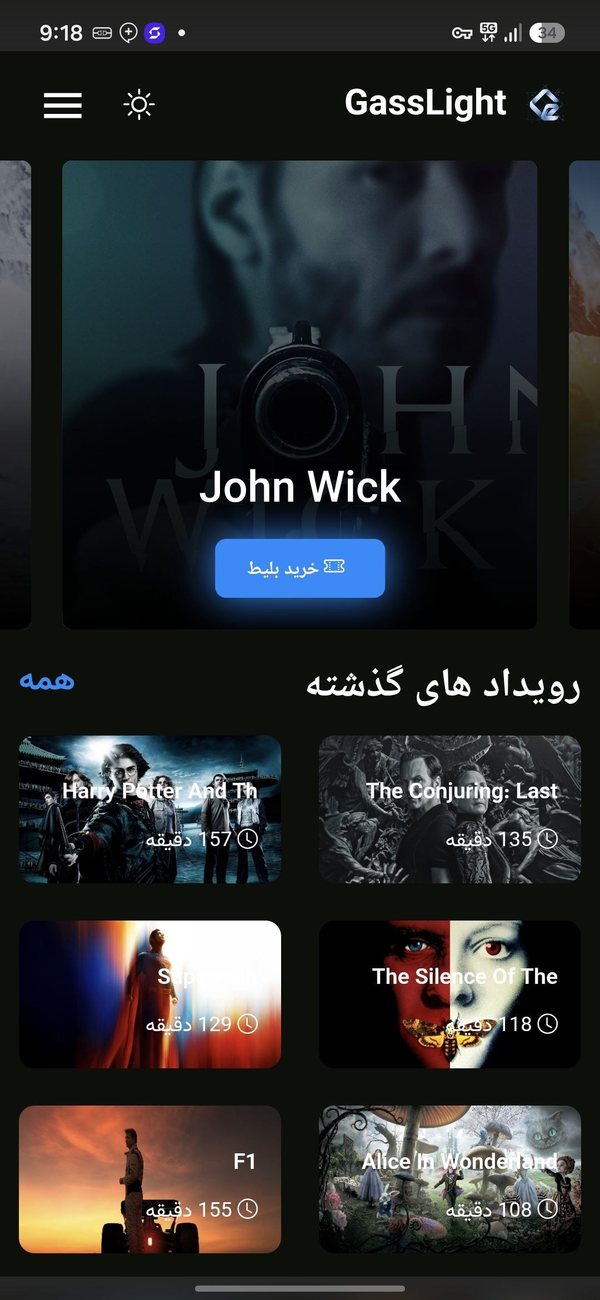 9:18
5G
34
GassLight
JOHN
WICK
John Wick
خرید بلیط
رویداد های گذشته
همه
The Conjuring: Last
135 دقیقه
Harry Potter And Th
157 دقیقه
The Silence Of The
118 دقیقه
129 دقیقه
Alice In Wonderland
108 دقیقه
F1
155 دقیقه